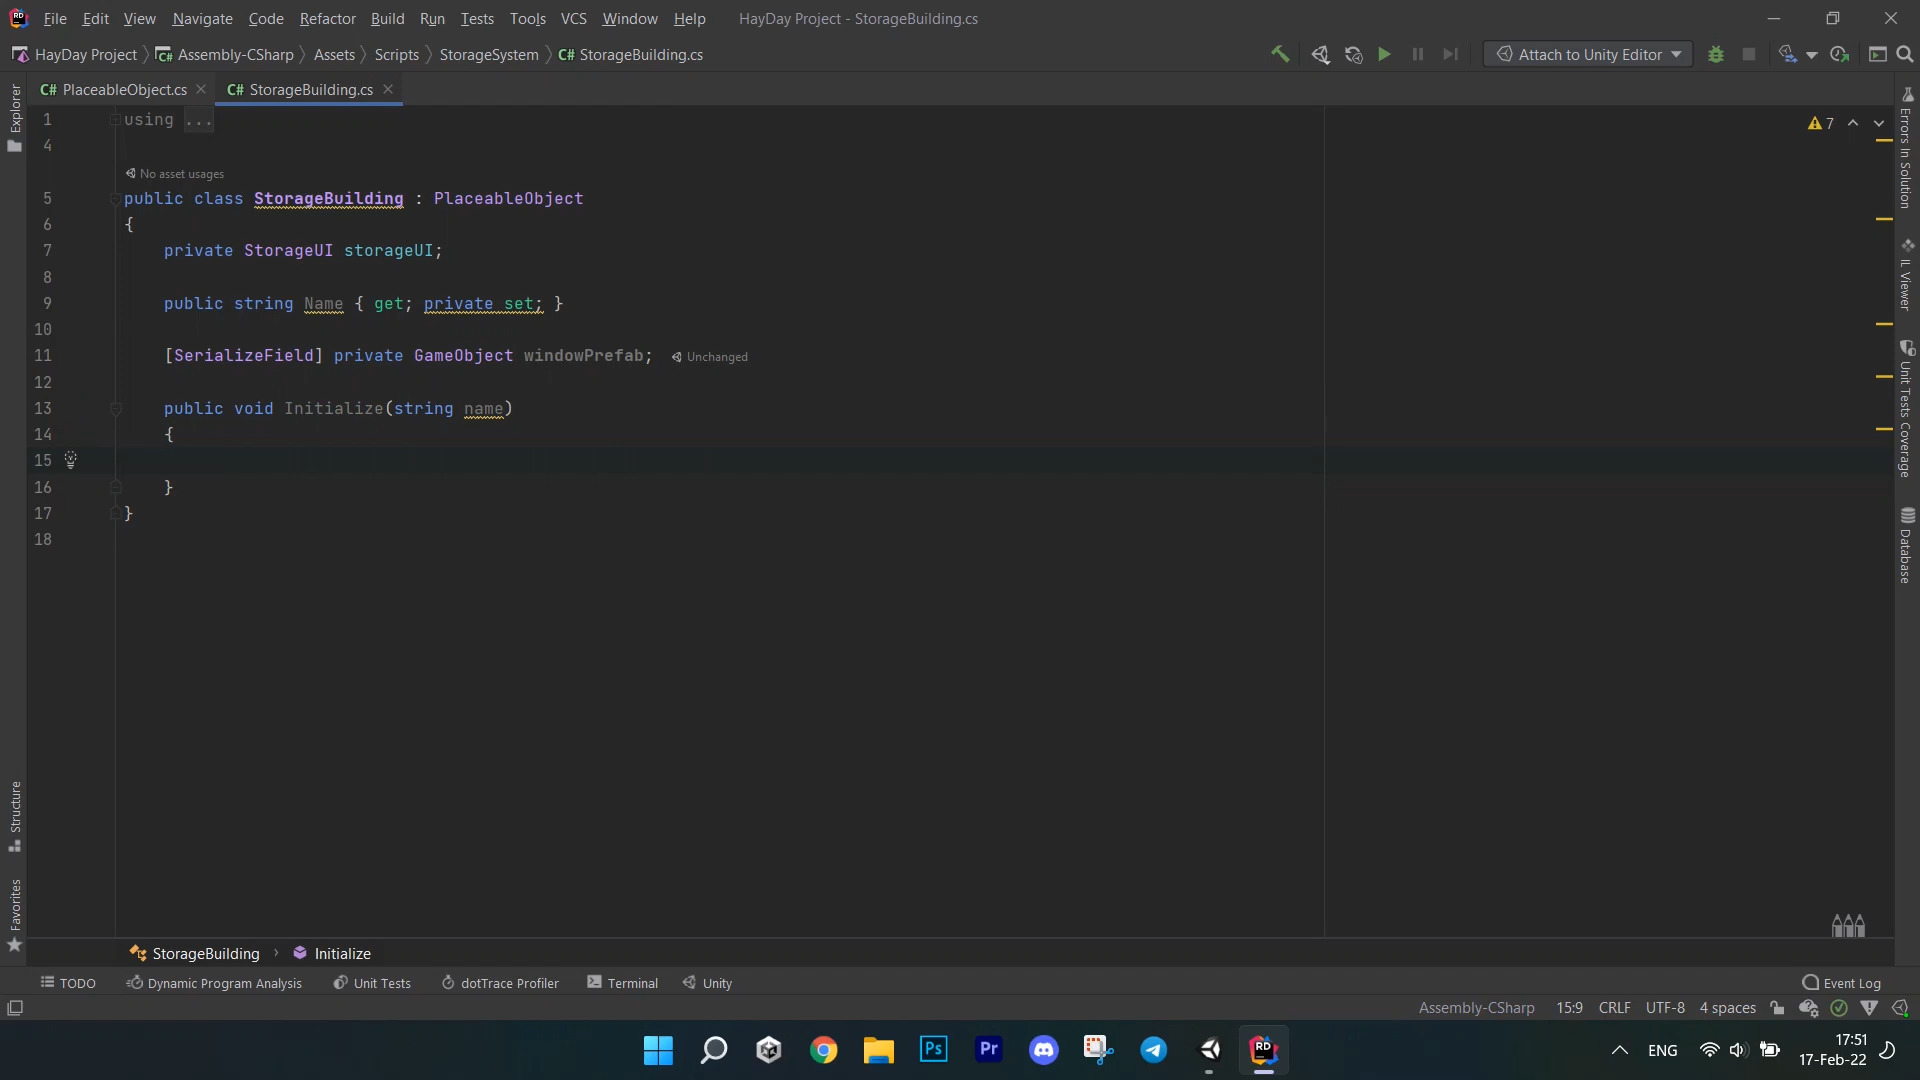 File Edit View Navigate Code Refactor Build Run Tests Tools VCS Window Help HayDay Project - StorageBuilding.cs
HayDay Project Assembly-CSharp Assets Scripts StorageSystem C# StorageBuilding.cs Attach to Unity Editor
C# PlaceableObject.cs C# StorageBuilding.cs
Explorer
1 using ...
7
4
No asset usages
5 public class StorageBuilding : PlaceableObject
6 {
7 private StorageUI storageUI;
8
9 public string Name { get; private set; }
10
11 [SerializeField] private GameObject windowPrefab; Unchanged
12
13 public void Initialize(string name)
14 {
15
16 }
17 }
18
Errors In Solution
IL Viewer
Unit Tests Coverage
Database
Structure
Favorites
StorageBuilding Initialize
TODO Dynamic Program Analysis Unit Tests dotTrace Profiler Terminal Unity Event Log
Assembly-CSharp 15:9 CRLF UTF-8 4 spaces
Ps Pr RD
ENG 17:51
17-Feb-22